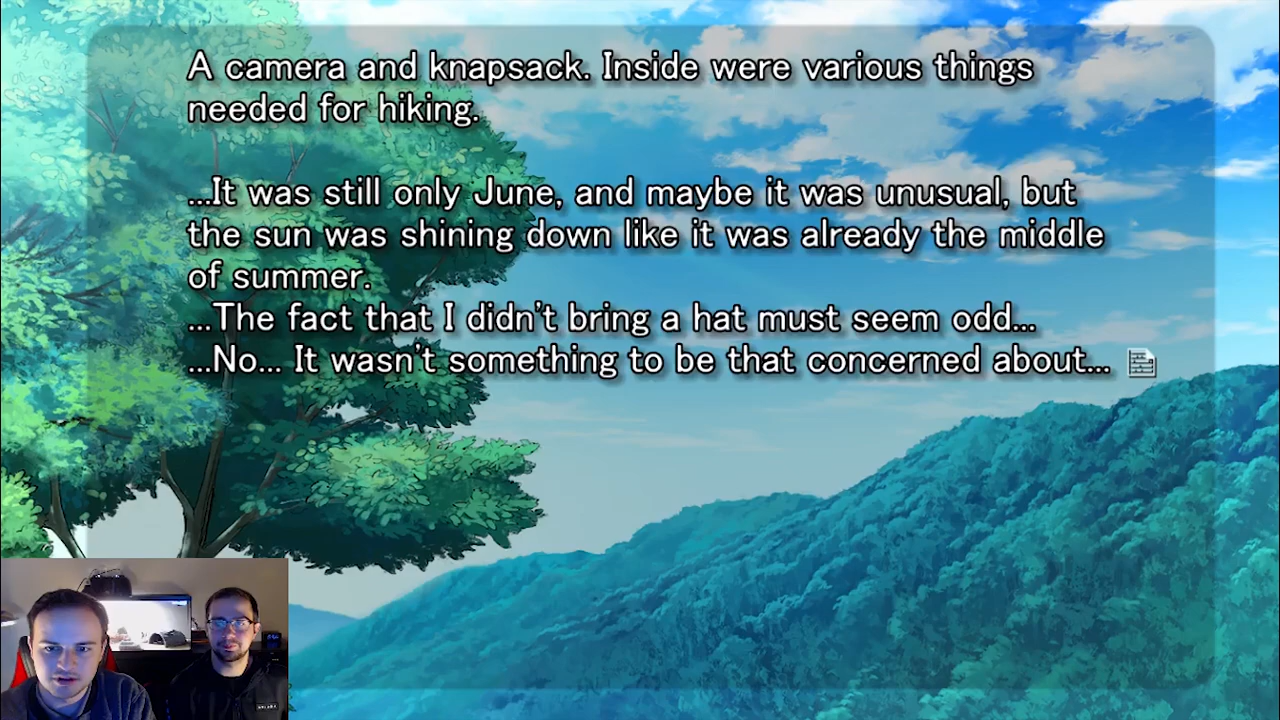 A camera and knapsack. Inside were various things
needed for hiking.
...It was still only June, and maybe it was unusual, but
the sun was shining down like it was already the middle
of summer.
...The fact that I didn't bring a hat must seem odd...
...No... It wasn't something to be that concerned about...